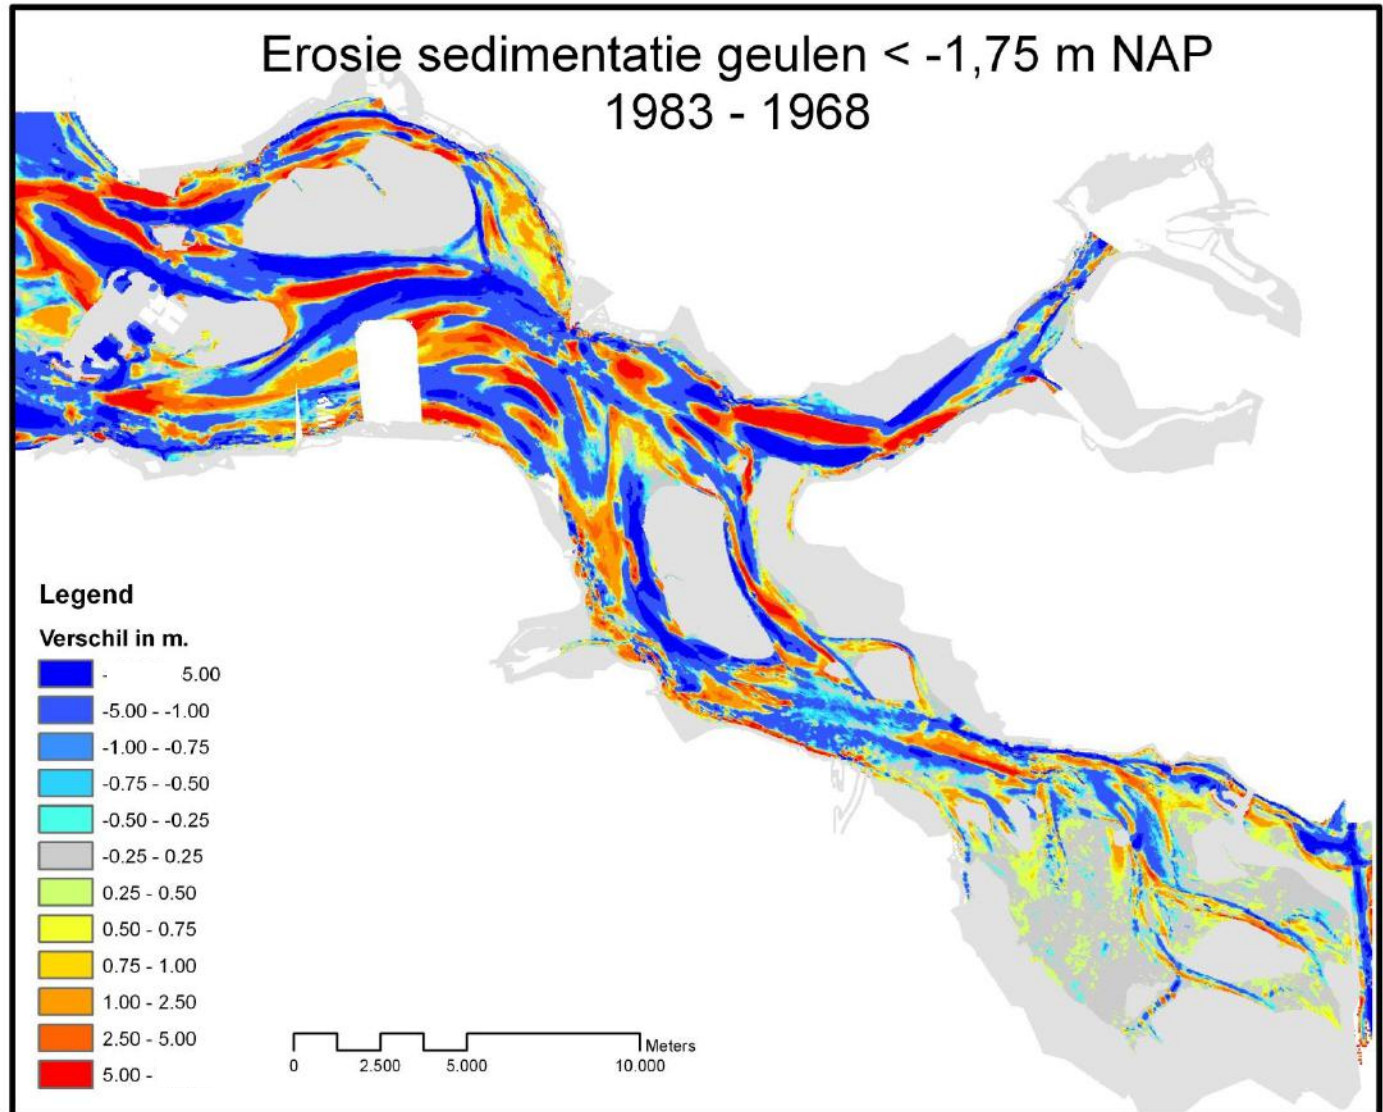 Erosie sedimentatie geulen < -1,75 m NAP
1983 - 1968
Legend
Verschil in m.
- 5.00
-5.00 - -1.00
-1.00 - -0.75
-0.75 - -0.50
-0.50 - -0.25
-0.25 - 0.25
0.25 - 0.50
0.50 - 0.75
0.75 - 1.00
1.00 - 2.50
2.50 - 5.00
5.00 -
Meters
0 2.500 5.000 10.000